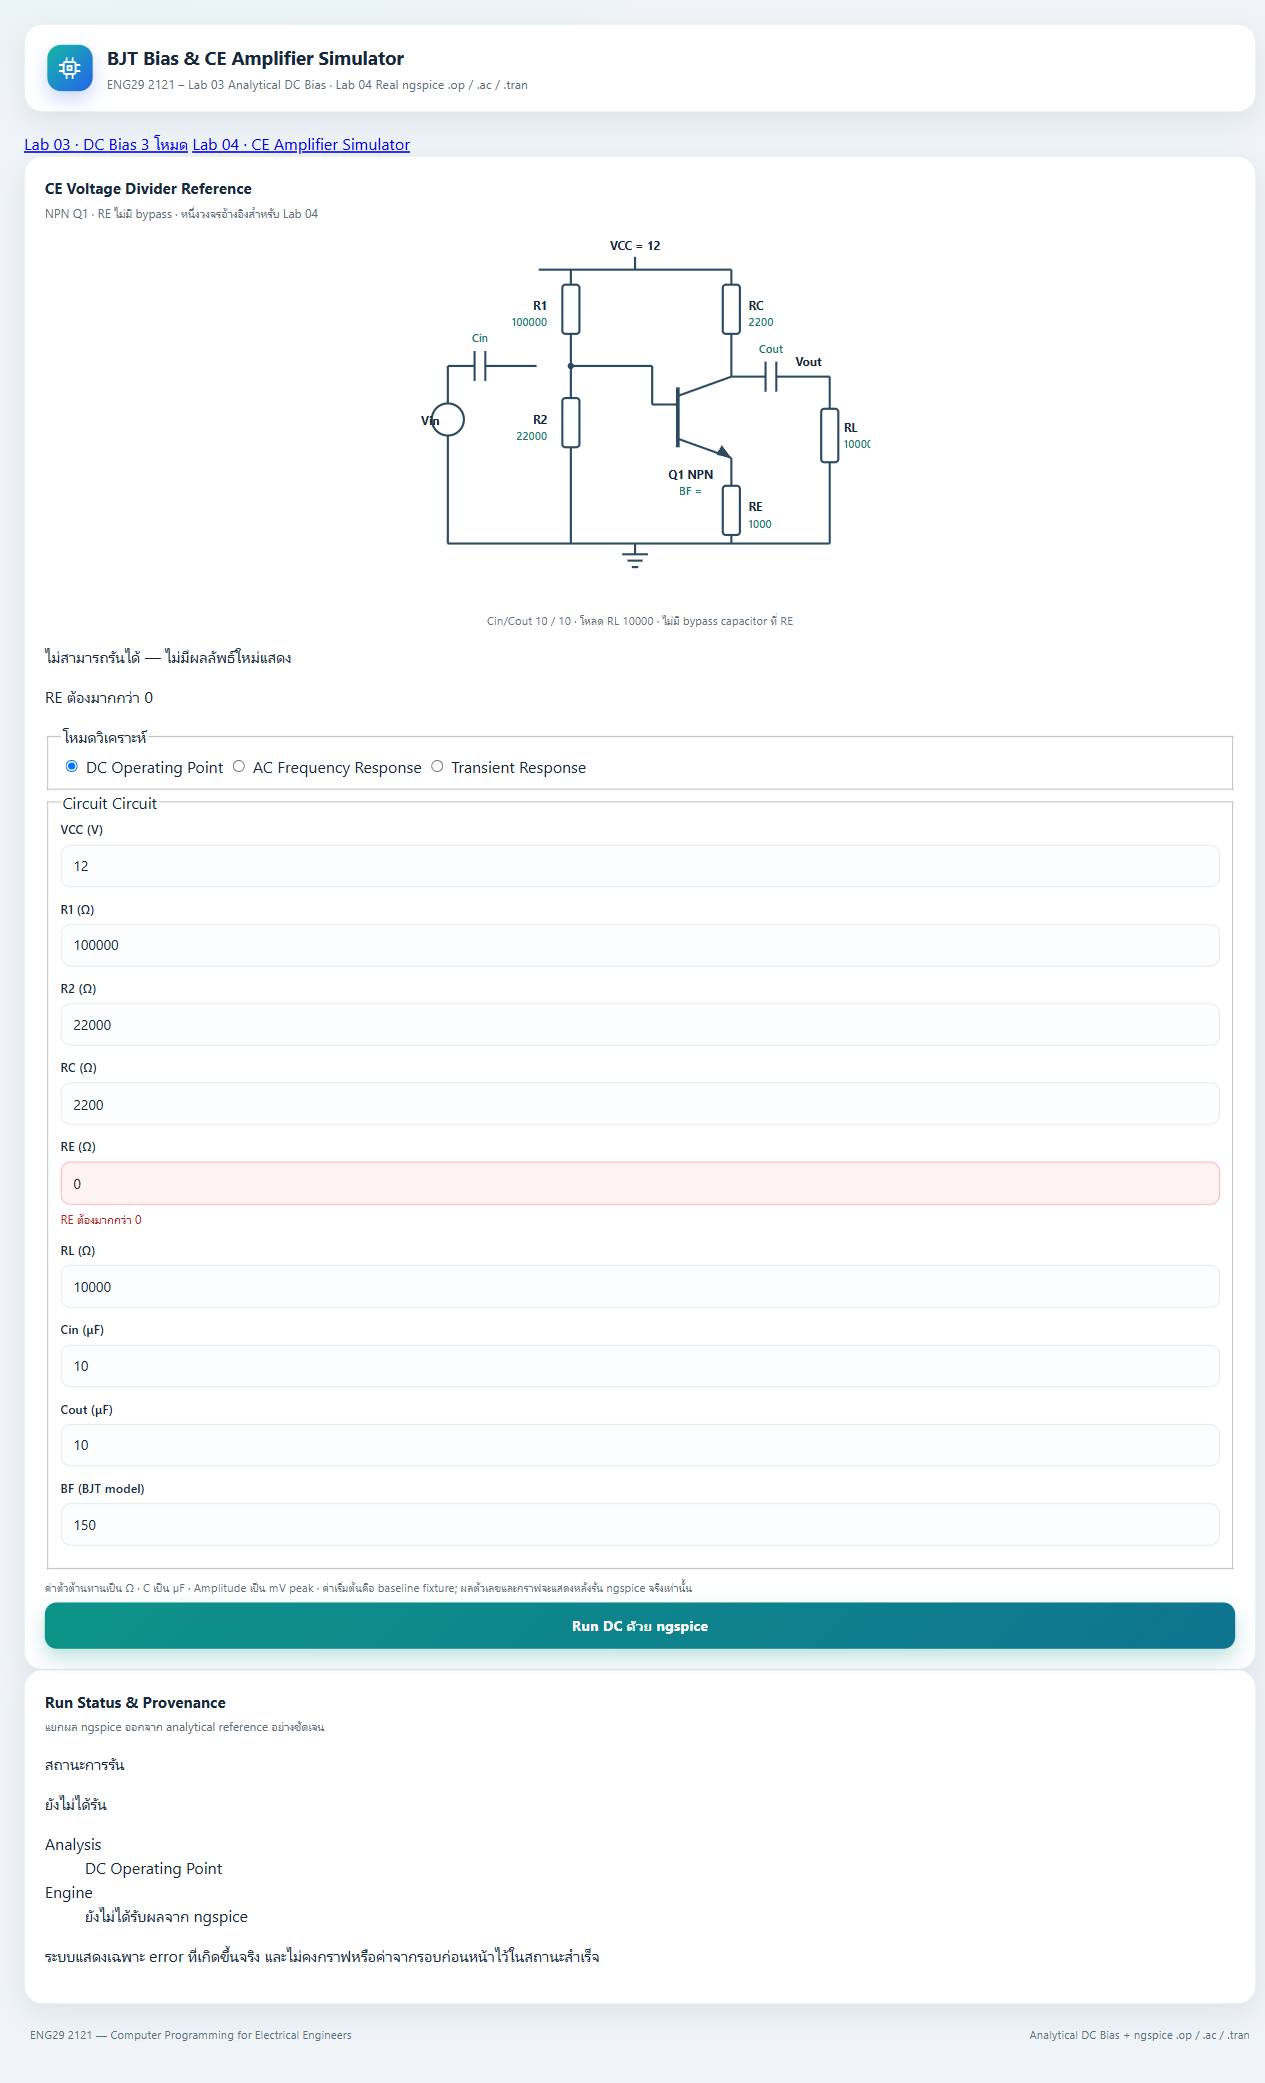 BJT Bias & CE Amplifier Simulator
ENG29 2121 – Lab 03 Analytical DC Bias · Lab 04 Real ngspice .op / .ac / .tran
Lab 03 · DC Bias 3 โหมด Lab 04 · CE Amplifier Simulator
CE Voltage Divider Reference
NPN Q1 · RE ไม่มี bypass · หนึ่งวงจรอ้างอิงสำหรับ Lab 04
VCC = 12
R1
100000
RC
2200
Cin
Cout
Vout
Vin
R2
22000
RL
10000
Q1 NPN
BF =
RE
1000
Cin/Cout 10 / 10 · โหลด RL 10000 · ไม่มี bypass capacitor ที่ RE
ไม่สามารถรันได้ — ไม่มีผลลัพธ์ใหม่แสดง
RE ต้องมากกว่า 0
โหมดวิเคราะห์
DC Operating Point AC Frequency Response Transient Response
Circuit Circuit
VCC (V)
12
R1 (Ω)
100000
R2 (Ω)
22000
RC (Ω)
2200
RE (Ω)
0
RE ต้องมากกว่า 0
RL (Ω)
10000
Cin (µF)
10
Cout (µF)
10
BF (BJT model)
150
ค่าตัวต้านทานเป็น Ω · C เป็น µF · Amplitude เป็น mV peak · ค่าเริ่มต้นคือ baseline fixture; ผลตัวเลขและกราฟจะแสดงหลังรัน ngspice จริงเท่านั้น
Run DC ด้วย ngspice
Run Status & Provenance
แยกผล ngspice ออกจาก analytical reference อย่างชัดเจน
สถานะการรัน
ยังไม่ได้รัน
Analysis
DC Operating Point
Engine
ยังไม่ได้รับผลจาก ngspice
ระบบแสดงเฉพาะ error ที่เกิดขึ้นจริง และไม่คงกราฟหรือค่าจากรอบก่อนหน้าไว้ในสถานะสำเร็จ
ENG29 2121 — Computer Programming for Electrical Engineers
Analytical DC Bias + ngspice .op / .ac / .tran